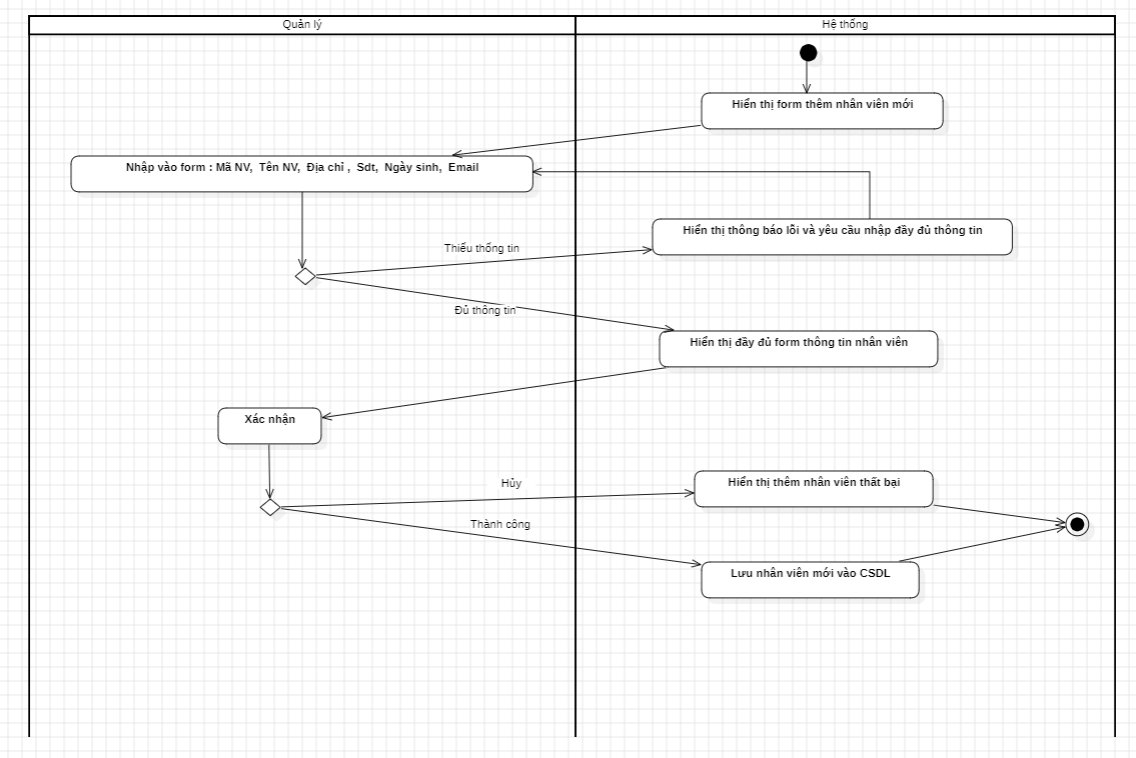 Quản lý
Hệ thống
Hiển thị form thêm nhân viên mới
Nhập vào form : Mã NV, Tên NV, Địa chỉ , Sdt, Ngày sinh, Email
Hiển thị thông báo lỗi và yêu cầu nhập đầy đủ thông tin
Thiếu thống tin
Đủ thông tin
Hiển thị đầy đủ form thông tin nhân viên
Xác nhận
Hủy
Hiển thị thêm nhân viên thất bại
Thành công
Lưu nhân viên mới vào CSDL